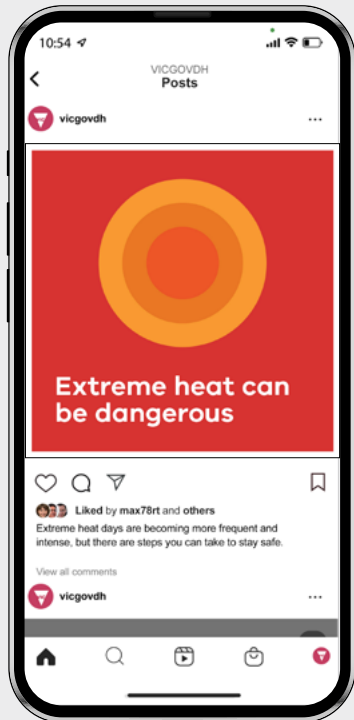 10:54
VICGOVDH
Posts
vicgovdh
Extreme heat can
be dangerous
Liked by max78rt and others
Extreme heat days are becoming more frequent and
intense, but there are steps you can take to stay safe.
View all comments
vicgovdh